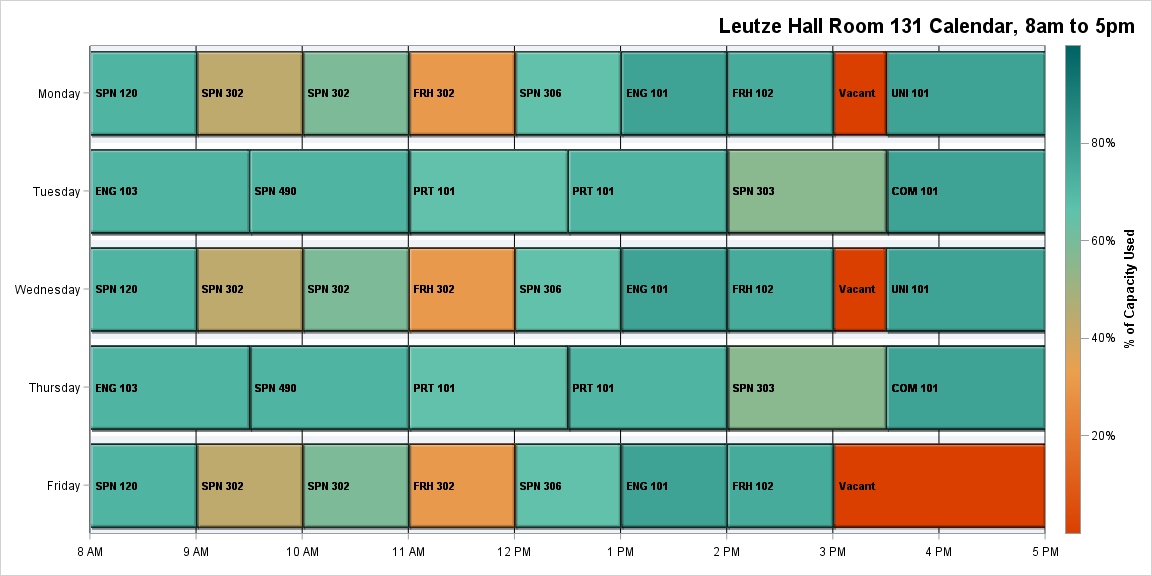 Leutze Hall Room 131 Calendar, 8am to 5pm
Monday
SPN 120
SPN 302
SPN 302
FRH 302
SPN 306
ENG 101
FRH 102
Vacant
UNI 101
Tuesday
ENG 103
SPN 490
PRT 101
PRT 101
SPN 303
COM 101
Wednesday
SPN 120
SPN 302
SPN 302
FRH 302
SPN 306
ENG 101
FRH 102
Vacant
UNI 101
Thursday
ENG 103
SPN 490
PRT 101
PRT 101
SPN 303
COM 101
Friday
SPN 120
SPN 302
SPN 302
FRH 302
SPN 306
ENG 101
FRH 102
Vacant
8 AM
9 AM
10 AM
11 AM
12 PM
1 PM
2 PM
3 PM
4 PM
5 PM
80%
60%
40%
20%
% of Capacity Used